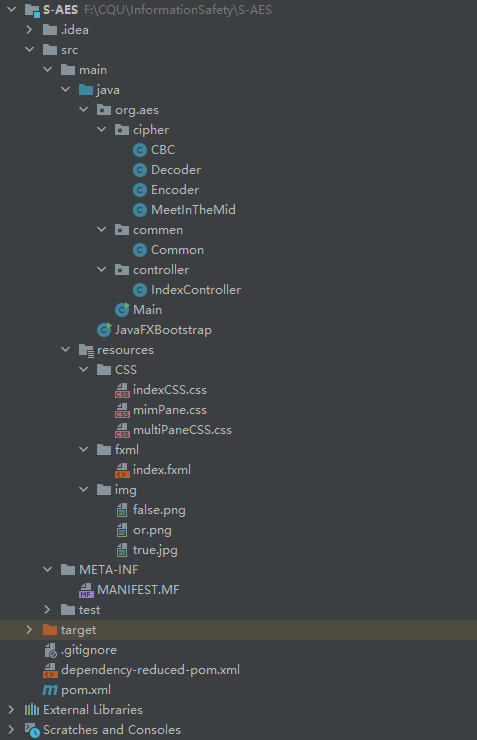 S-AES F:\CQU\InformationSafety\S-AES
.idea
src
main
java
org.aes
cipher
CBC
Decoder
Encoder
MeetInTheMid
commen
Common
controller
IndexController
Main
JavaFXBootstrap
resources
CSS
indexCSS.css
mimPane.css
multiPaneCSS.css
fxml
index.fxml
img
false.png
or.png
true.jpg
META-INF
MANIFEST.MF
test
target
.gitignore
dependency-reduced-pom.xml
pom.xml
External Libraries
Scratches and Consoles